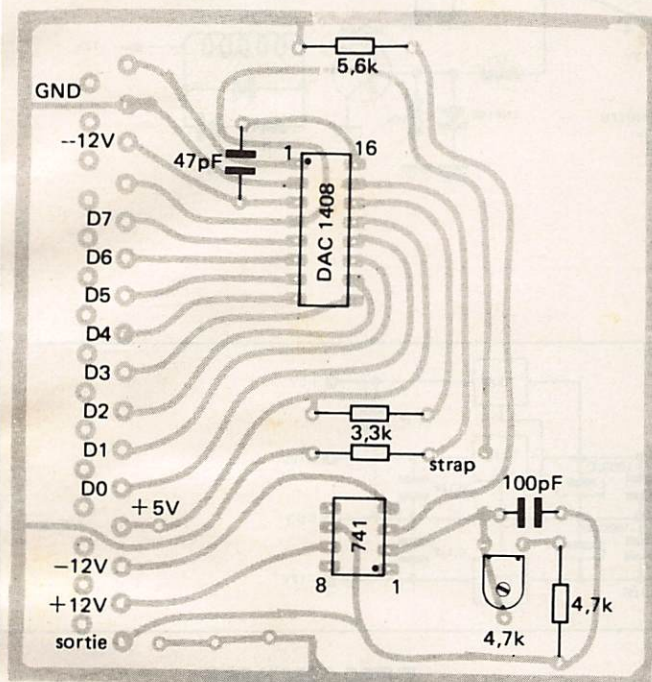 5,6k
GND
--12V
47pF
1
16
DAC 1408
D7
D6
D5
D4
D3
D2
D1
D0
3,3k
strap
+5V
100pF
741
-12V
8
1
+12V
4,7k
4,7k
sortie